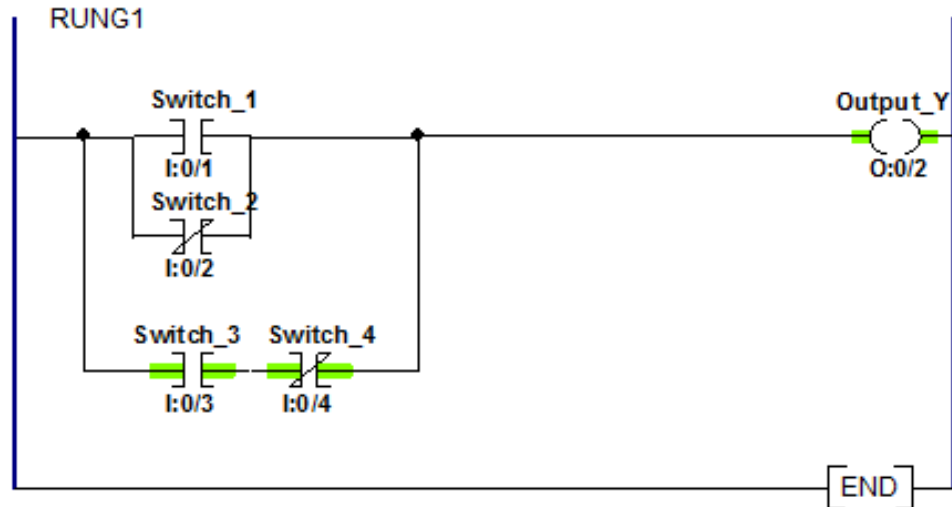 RUNG1
Switch_1
Output_Y
I:0/1
O:0/2
Switch_2
I:0/2
Switch_3 Switch_4
I:0/3 I:0/4
END